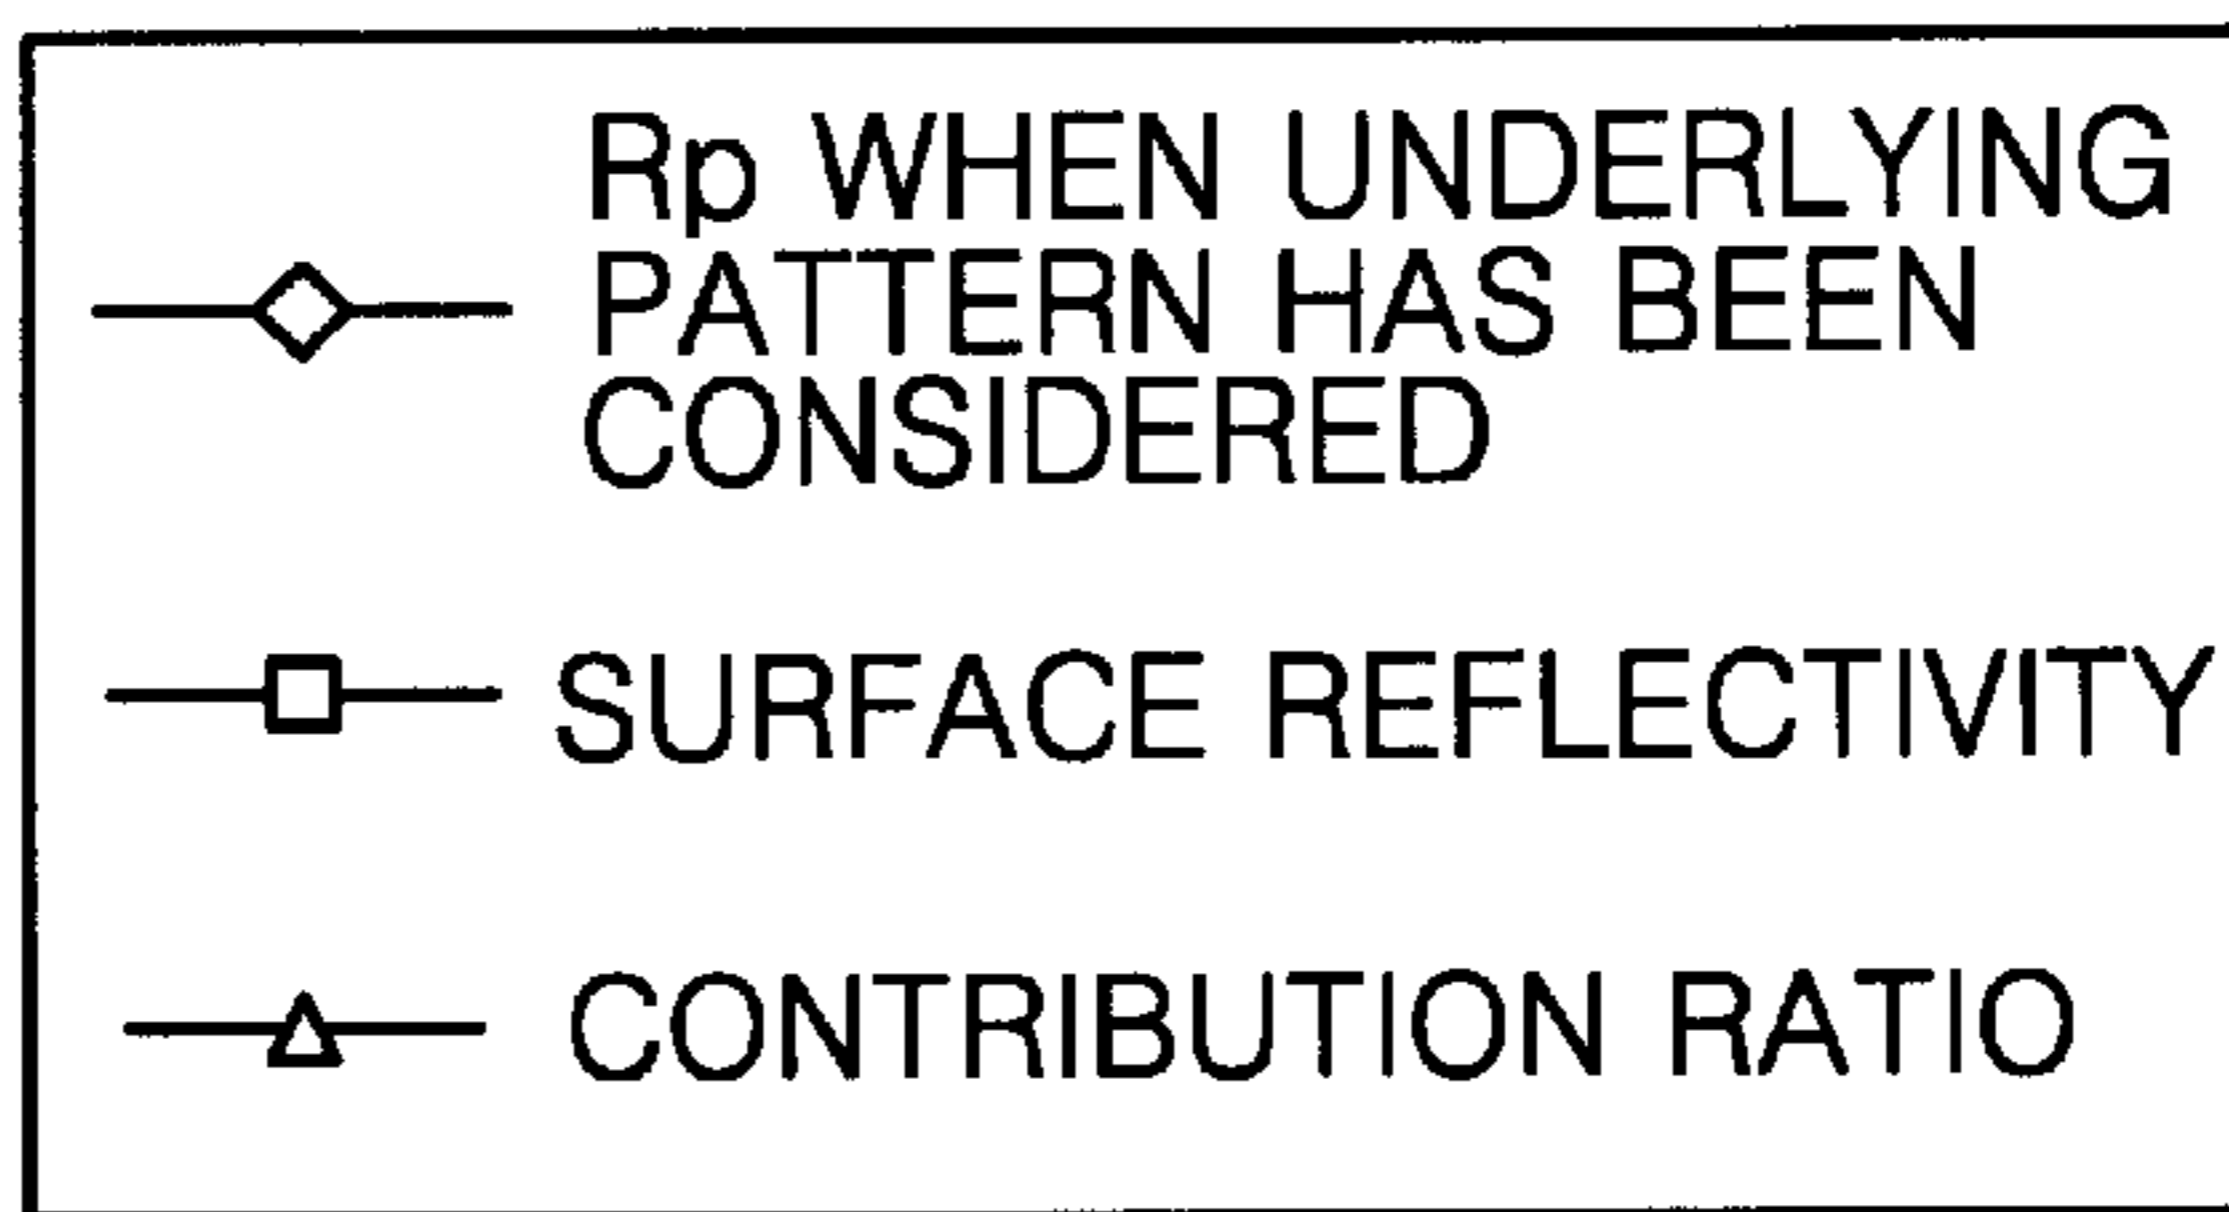 Rp WHEN UNDERLYING
PATTERN HAS BEEN
CONSIDERED
SURFACE REFLECTIVITY
CONTRIBUTION RATIO